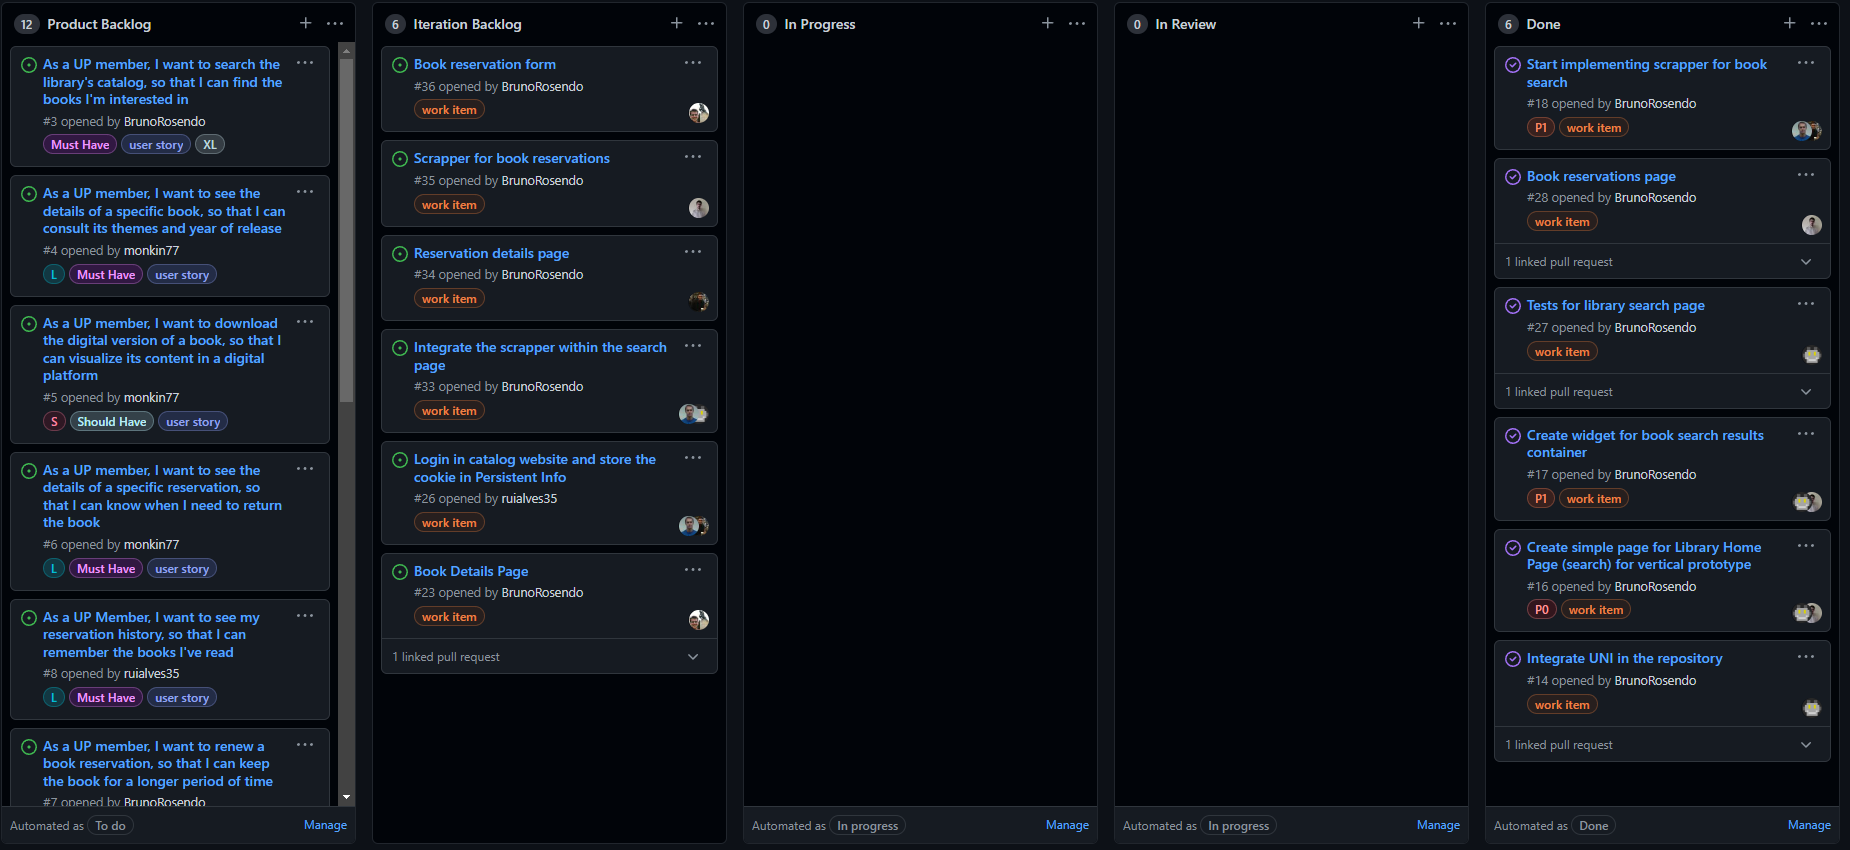 12 Product Backlog
As a UP member, I want to search the
library's catalog, so that I can find the
books I'm interested in
#3 opened by BrunoRosendo
Must Have user story XL
As a UP member, I want to see the
details of a specific book, so that I can
consult its themes and year of release
#4 opened by monkin77
L Must Have user story
As a UP member, I want to download
the digital version of a book, so that I
can visualize its content in a digital
platform
#5 opened by monkin77
S Should Have user story
As a UP member, I want to see the
details of a specific reservation, so
that I can know when I need to return
the book
#6 opened by monkin77
L Must Have user story
As a UP Member, I want to see my
reservation history, so that I can
remember the books I've read
#8 opened by ruialves35
L Must Have user story
As a UP member, I want to renew a
book reservation, so that I can keep
the book for a longer period of time
#7 opened by BrunoRosendo
Automated as To do Manage
6 Iteration Backlog
Book reservation form
#36 opened by BrunoRosendo
work item
Scrapper for book reservations
#35 opened by BrunoRosendo
work item
Reservation details page
#34 opened by BrunoRosendo
work item
Integrate the scrapper within the search
page
#33 opened by BrunoRosendo
work item
Login in catalog website and store the
cookie in Persistent Info
#26 opened by ruialves35
work item
Book Details Page
#23 opened by BrunoRosendo
work item
1 linked pull request
0 In Progress
Automated as In progress Manage
0 In Review
Automated as In progress Manage
6 Done
Start implementing scrapper for book
search
#18 opened by BrunoRosendo
P1 work item
Book reservations page
#28 opened by BrunoRosendo
work item
1 linked pull request
Tests for library search page
#27 opened by BrunoRosendo
work item
1 linked pull request
Create widget for book search results
container
#17 opened by BrunoRosendo
P1 work item
Create simple page for Library Home
Page (search) for vertical prototype
#16 opened by BrunoRosendo
P0 work item
Integrate UNI in the repository
#14 opened by BrunoRosendo
work item
1 linked pull request
Automated as Done Manage